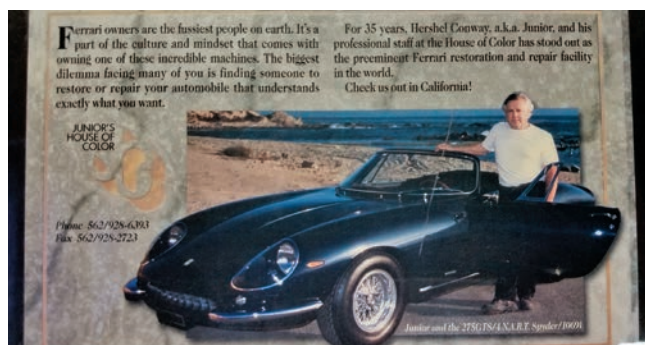 Ferrari owners are the fussiest people on earth. It's a
part of the culture and mindset that comes with
owning one of these incredible machines. The biggest
dilemma facing many of you is finding someone to
restore or repair your automobile that understands
exactly what you want.
For 35 years, Hershel Conway, a.k.a. Junior, and his
professional staff at the House of Color has stood out as
the preeminent Ferrari restoration and repair facility
in the world.
Check us out in California!
JUNIOR'S
HOUSE OF
COLOR
Phone 562/928-6393
Fax 562/928-2723
Junior and the 275GTS/4 N.A.R.T. Spyder/10691